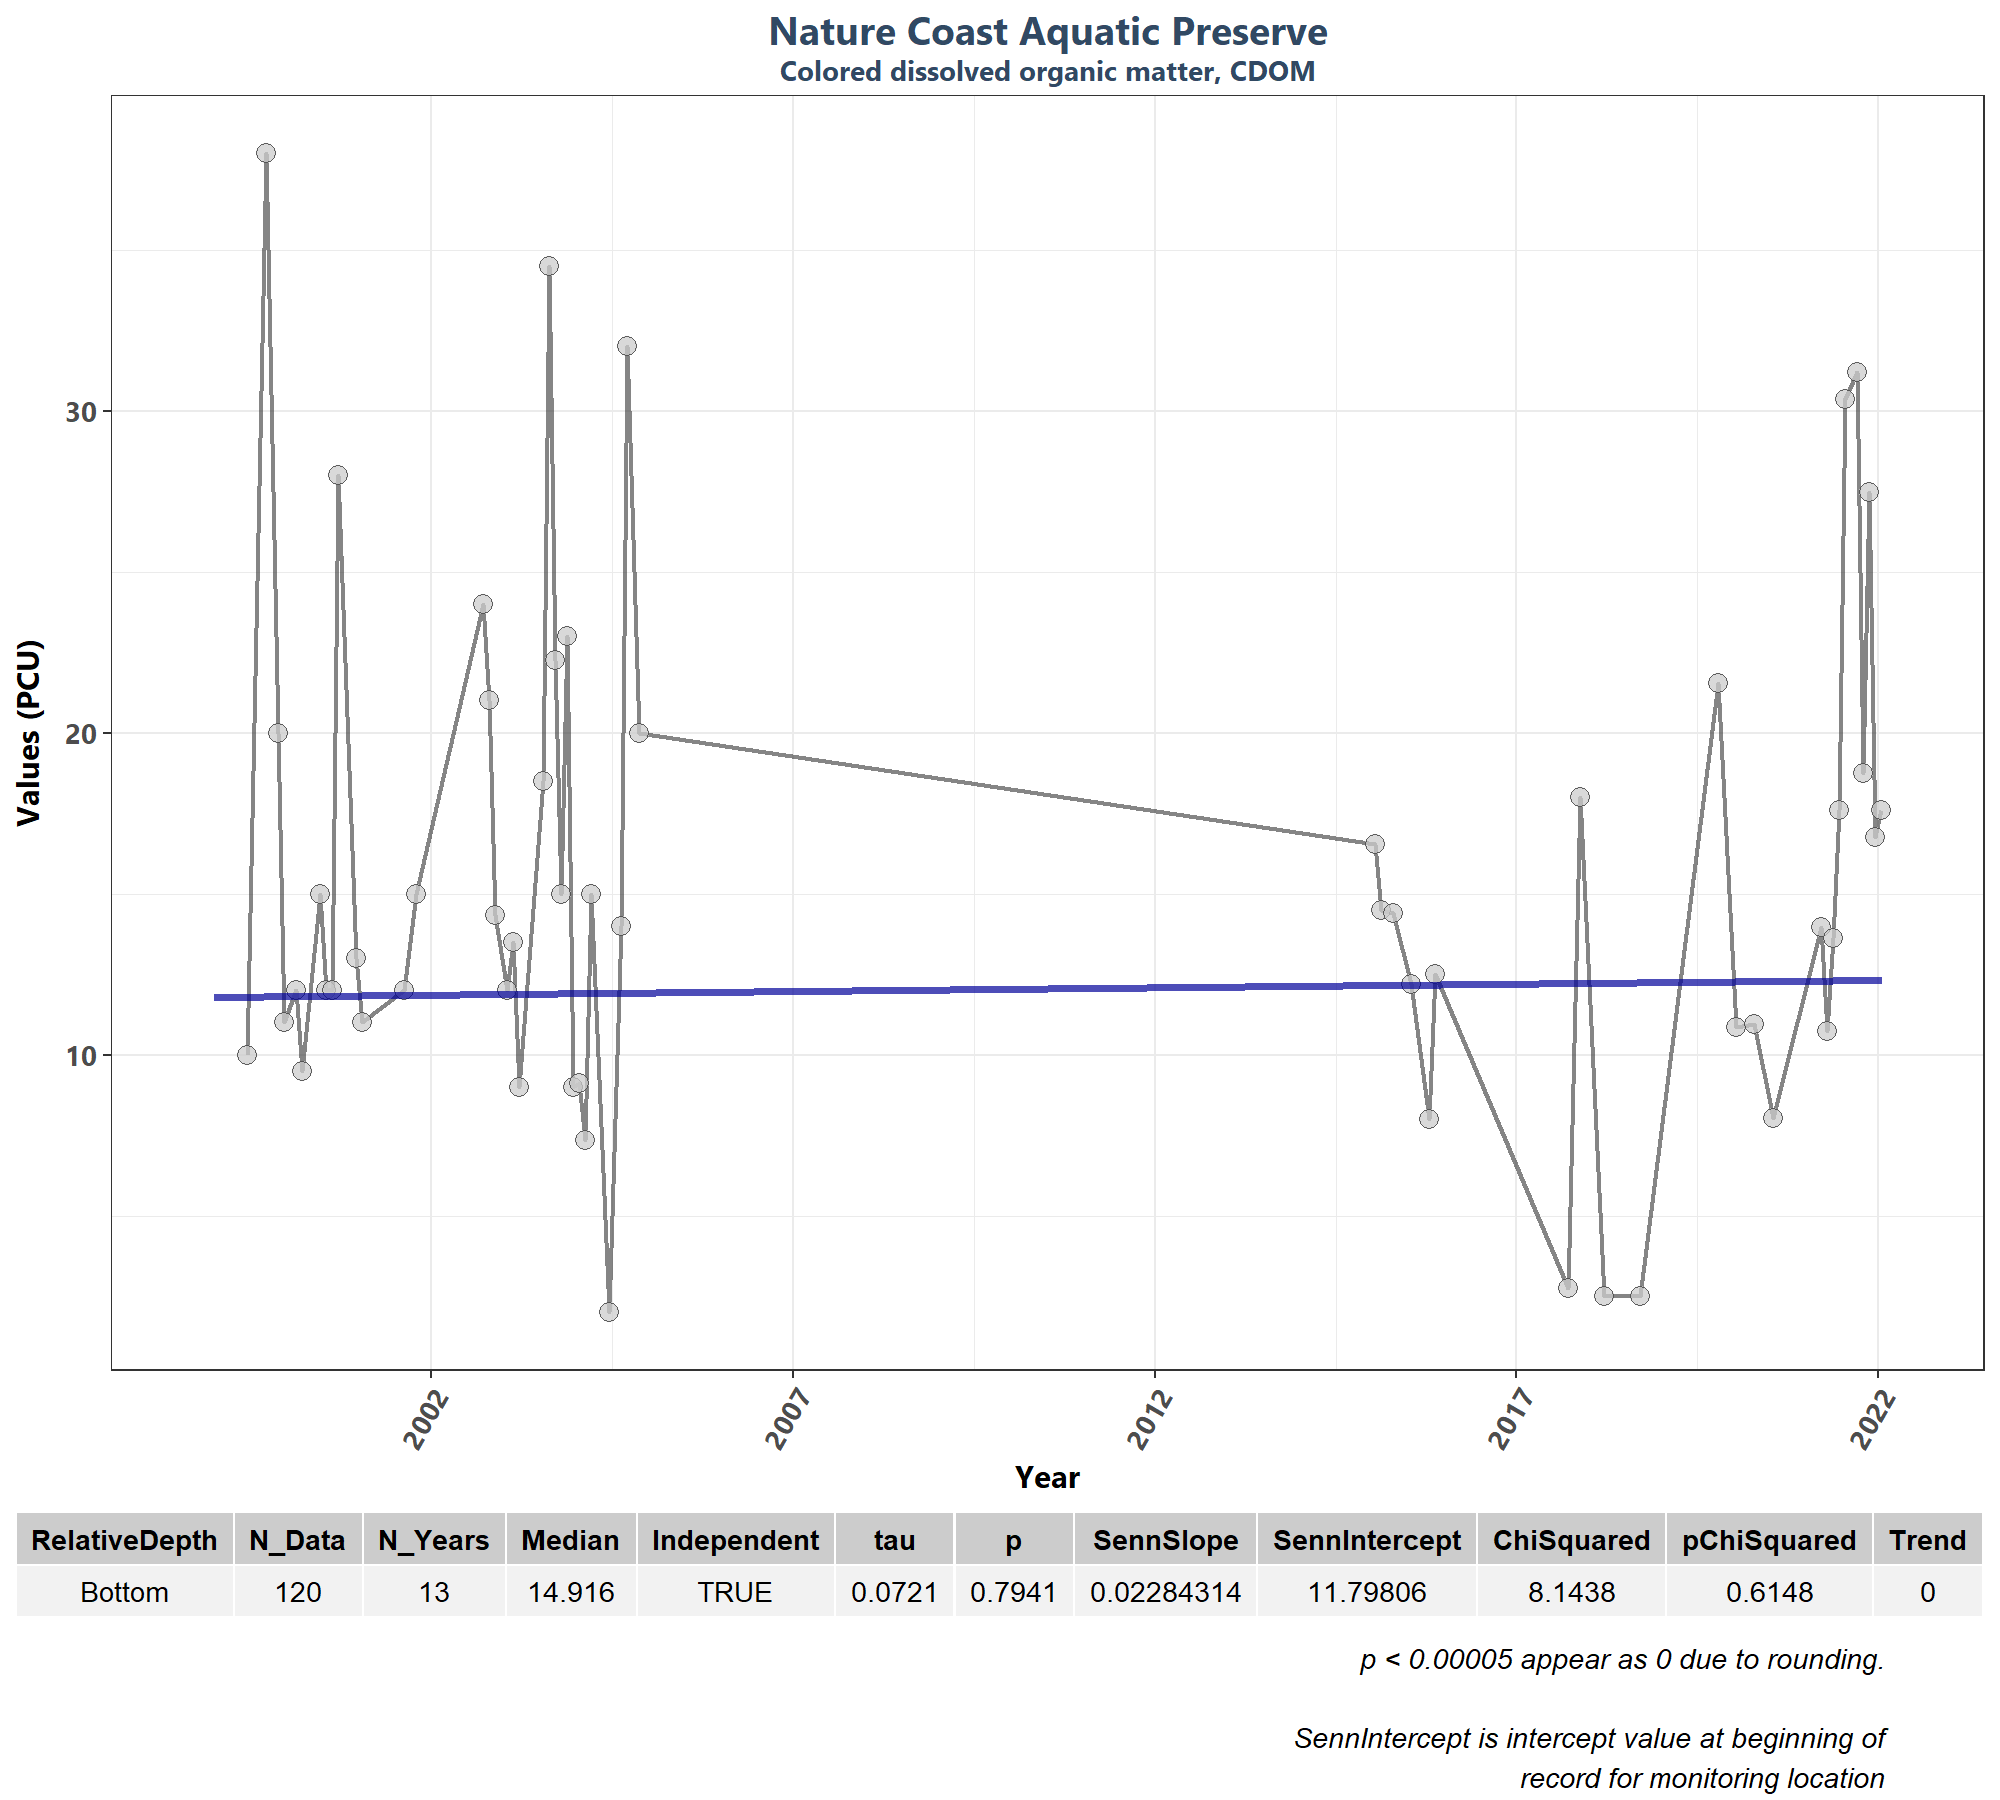 Nature Coast Aquatic Preserve
Colored dissolved organic matter, CDOM
Values (PCU)
30
20
10
2002 2007 2012 2017 2022
Year
RelativeDepth N_Data N_Years Median Independent tau p SennSlope SennIntercept ChiSquared pChiSquared Trend
Bottom 120 13 14.916 TRUE 0.0721 0.7941 0.02284314 11.79806 8.1438 0.6148 0
p < 0.00005 appear as 0 due to rounding.
SennIntercept is intercept value at beginning of
record for monitoring location